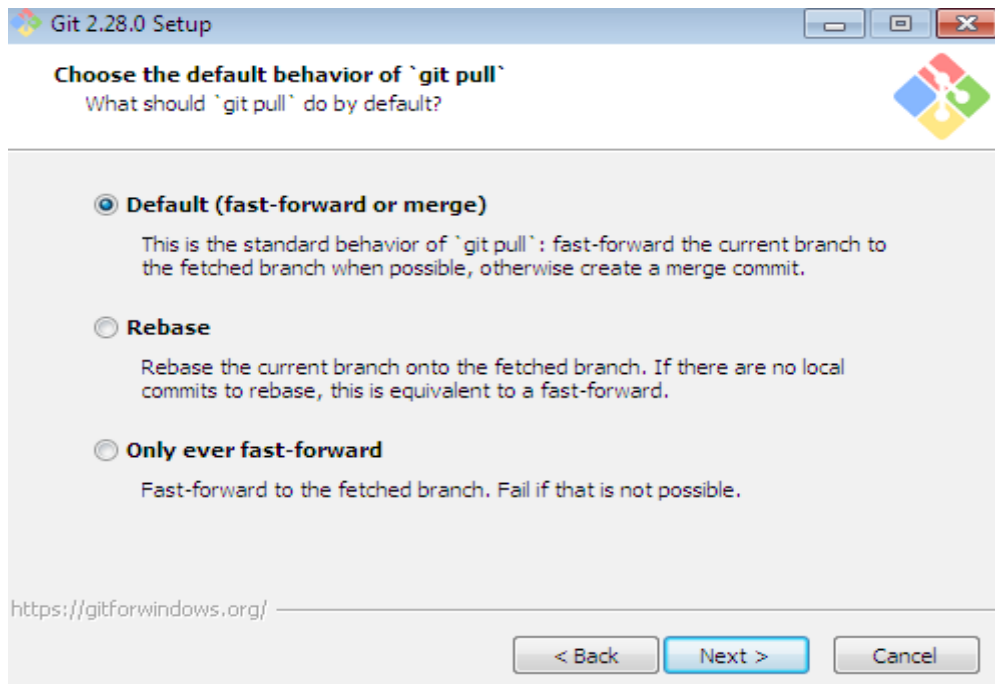 Git 2.28.0 Setup
Choose the default behavior of `git pull`
What should `git pull` do by default?
Default (fast-forward or merge)
This is the standard behavior of `git pull`: fast-forward the current branch to
the fetched branch when possible, otherwise create a merge commit.
Rebase
Rebase the current branch onto the fetched branch. If there are no local
commits to rebase, this is equivalent to a fast-forward.
Only ever fast-forward
Fast-forward to the fetched branch. Fail if that is not possible.
https://gitforwindows.org/
< Back Next > Cancel